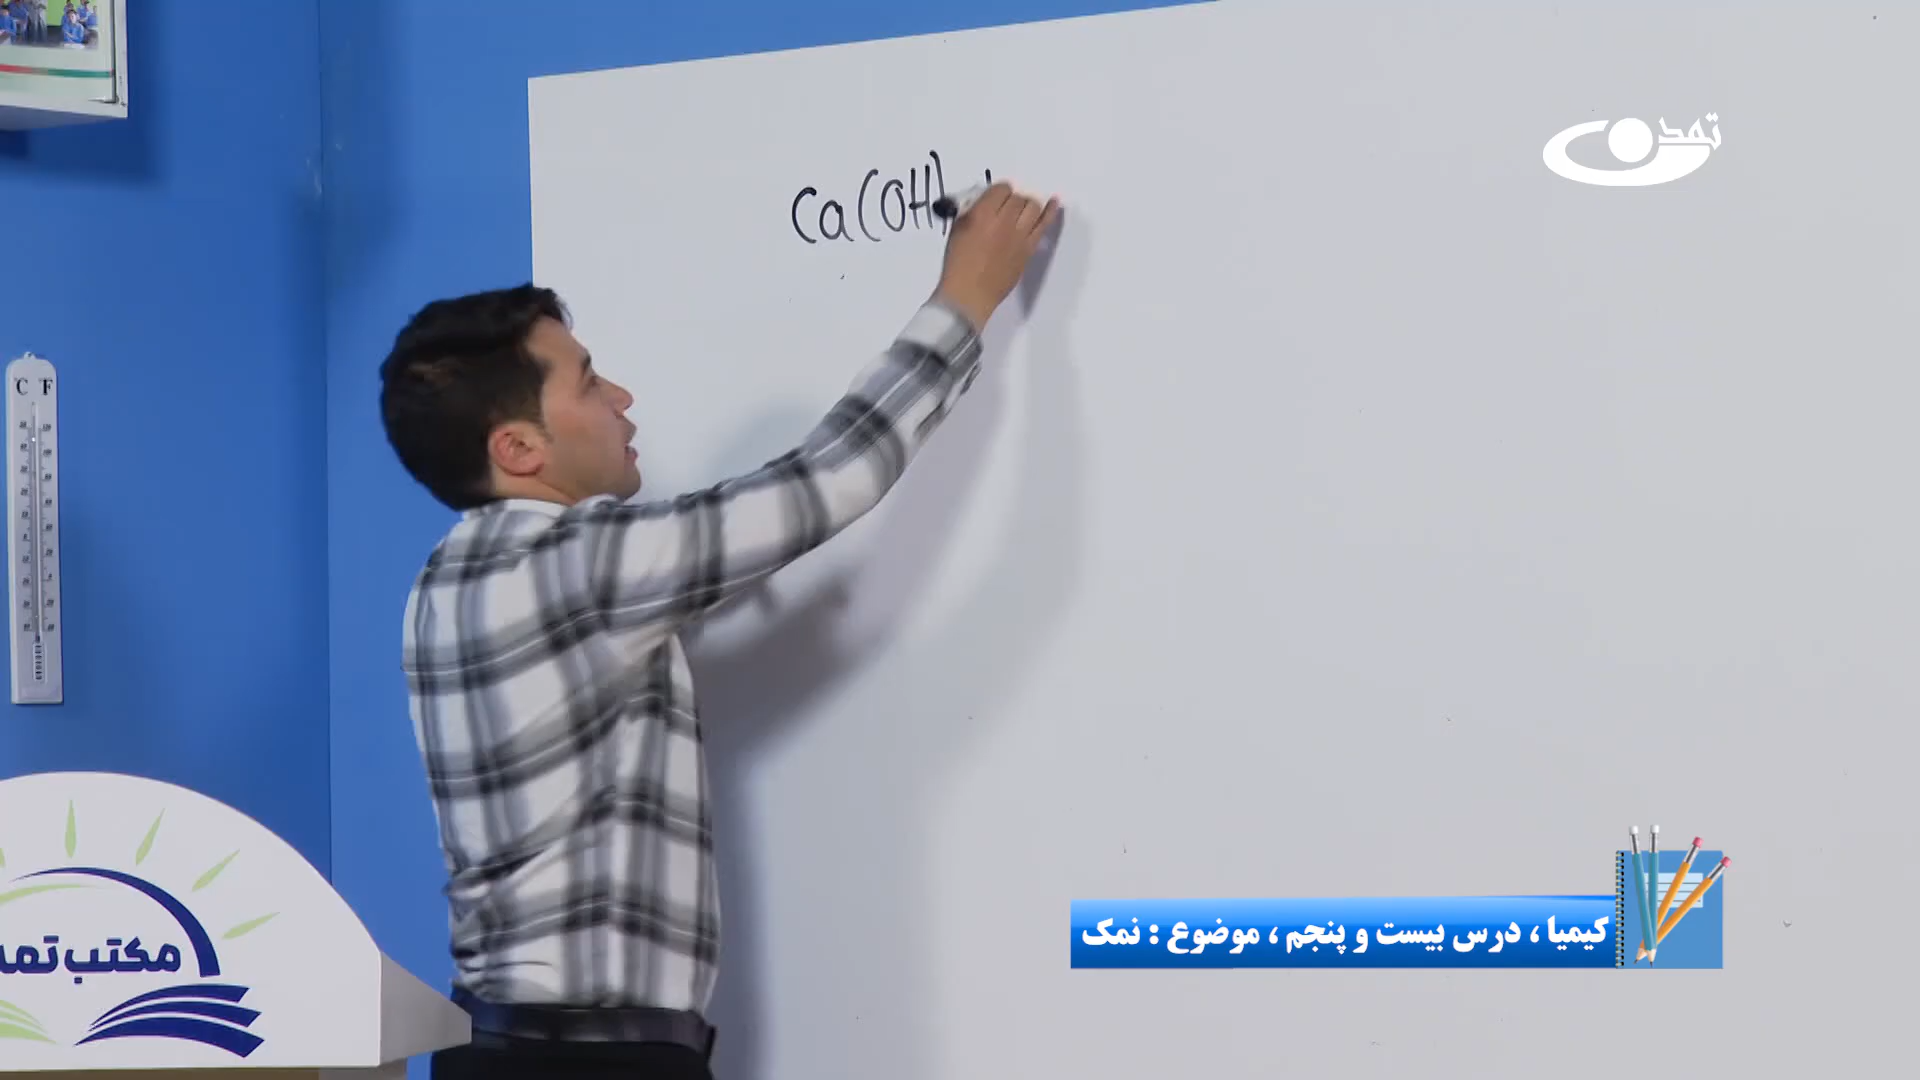 تمدن
Ca(OH)
C F
مکتب تمد
کیمیا ، درس بیست و پنجم ، موضوع : نمک